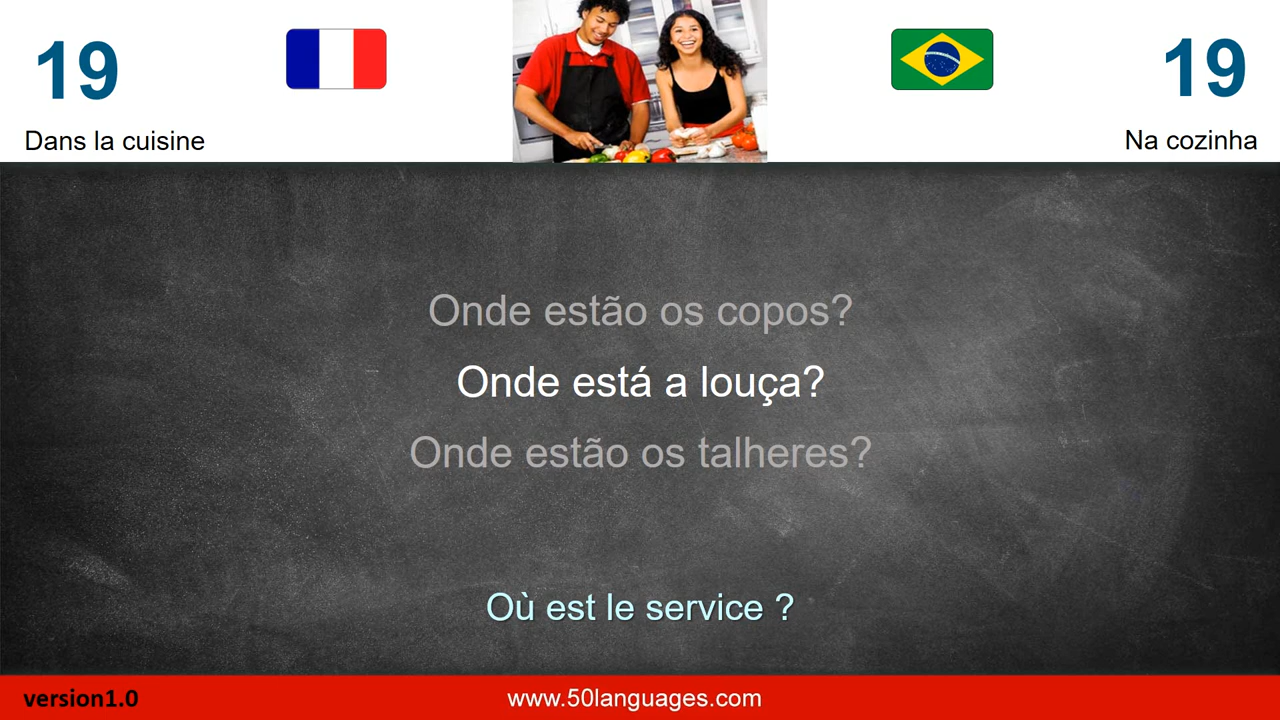 19
19
Dans la cuisine
Na cozinha
Onde estão os copos?
Onde está a louça?
Onde estão os talheres?
Où est le service ?
version1.0
www.50languages.com